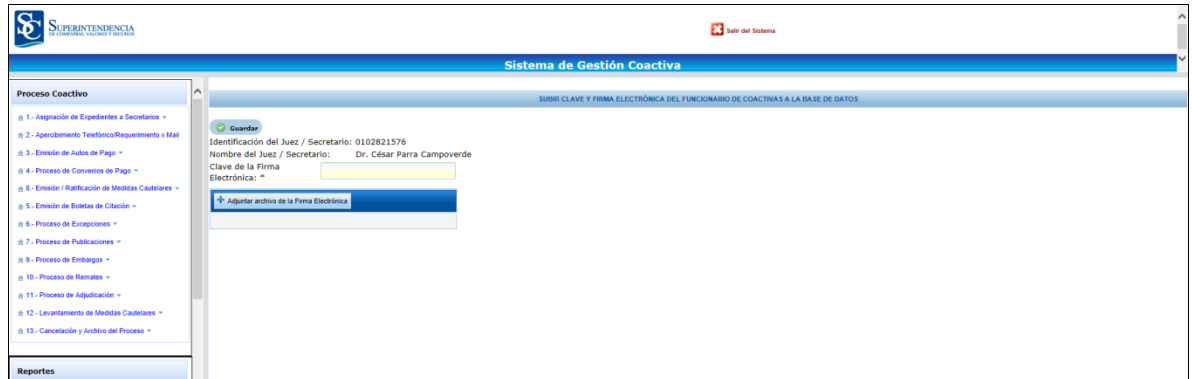 SC SUPERINTENDENCIA
DE COMPAÑÍAS, VALORES Y SEGUROS
Salir del Sistema
Sistema de Gestión Coactiva
Proceso Coactivo
1.- Asignación de Expedientes a Secretarios
2.- Apercibimiento Telefónico/Requerimiento x Mail
3.- Emisión de Autos de Pago
4.- Proceso de Convenios de Pago
8.- Emisión / Ratificación de Medidas Cautelares
5.- Emisión de Boletas de Citación
6.- Proceso de Excepciones
7.- Proceso de Publicaciones
9.- Proceso de Embargos
10.- Proceso de Remates
11.- Proceso de Adjudicación
12.- Levantamiento de Medidas Cautelares
13.- Cancelación y Archivo del Proceso
Reportes
SUBIR CLAVE Y FIRMA ELECTRÓNICA DEL FUNCIONARIO DE COACTIVAS A LA BASE DE DATOS
Guardar
Identificación del Juez / Secretario: 0102821576
Nombre del Juez / Secretario: Dr. César Parra Campoverde
Clave de la Firma
Electrónica: *
Adjuntar archivo de la Firma Electrónica